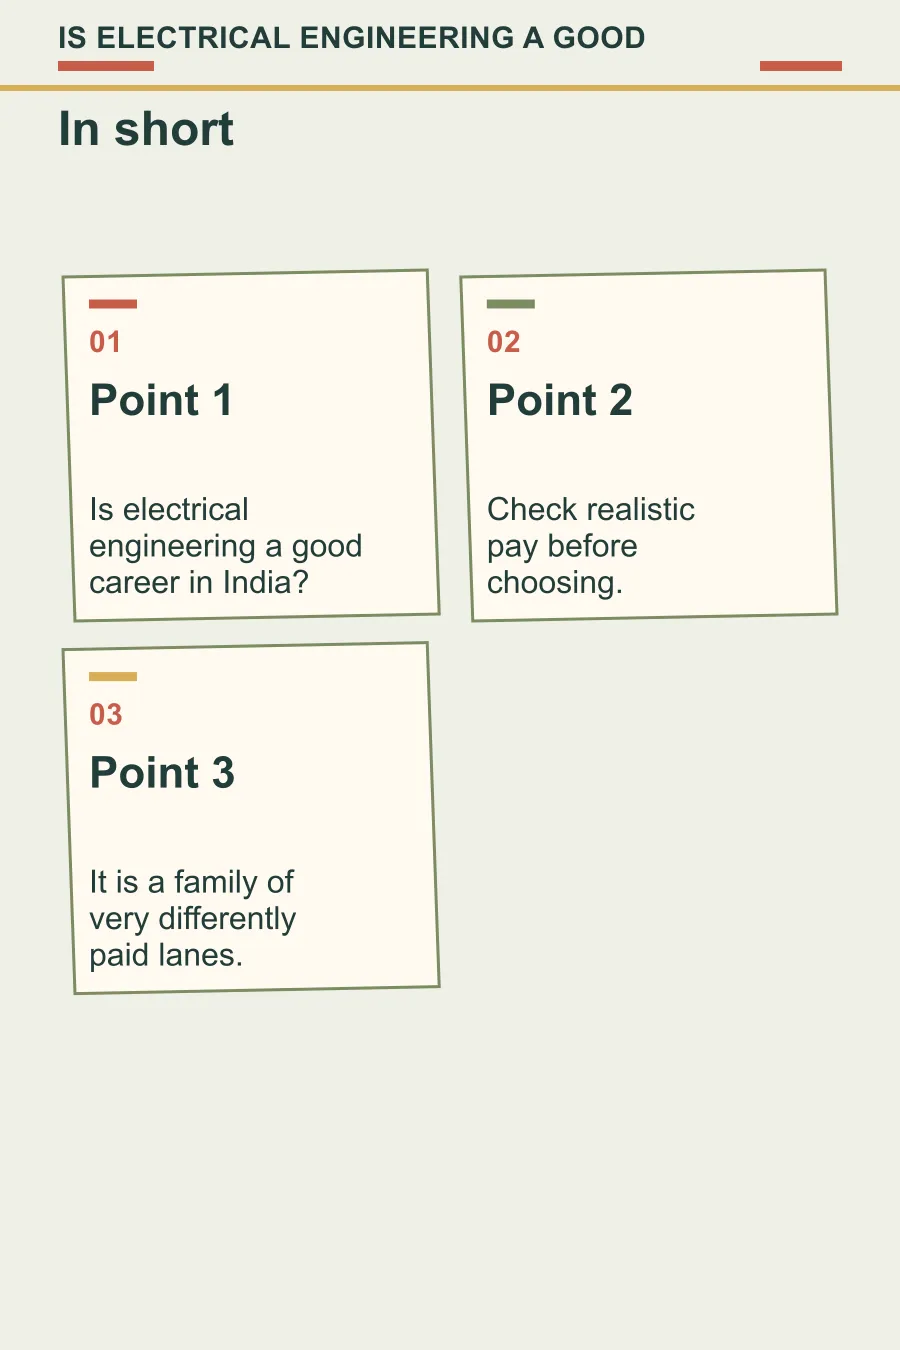 IS ELECTRICAL ENGINEERING A GOOD
In short
01
Point 1
Is electrical
engineering a good
career in India?
02
Point 2
Check realistic
pay before
choosing.
03
Point 3
It is a family of
very differently
paid lanes.